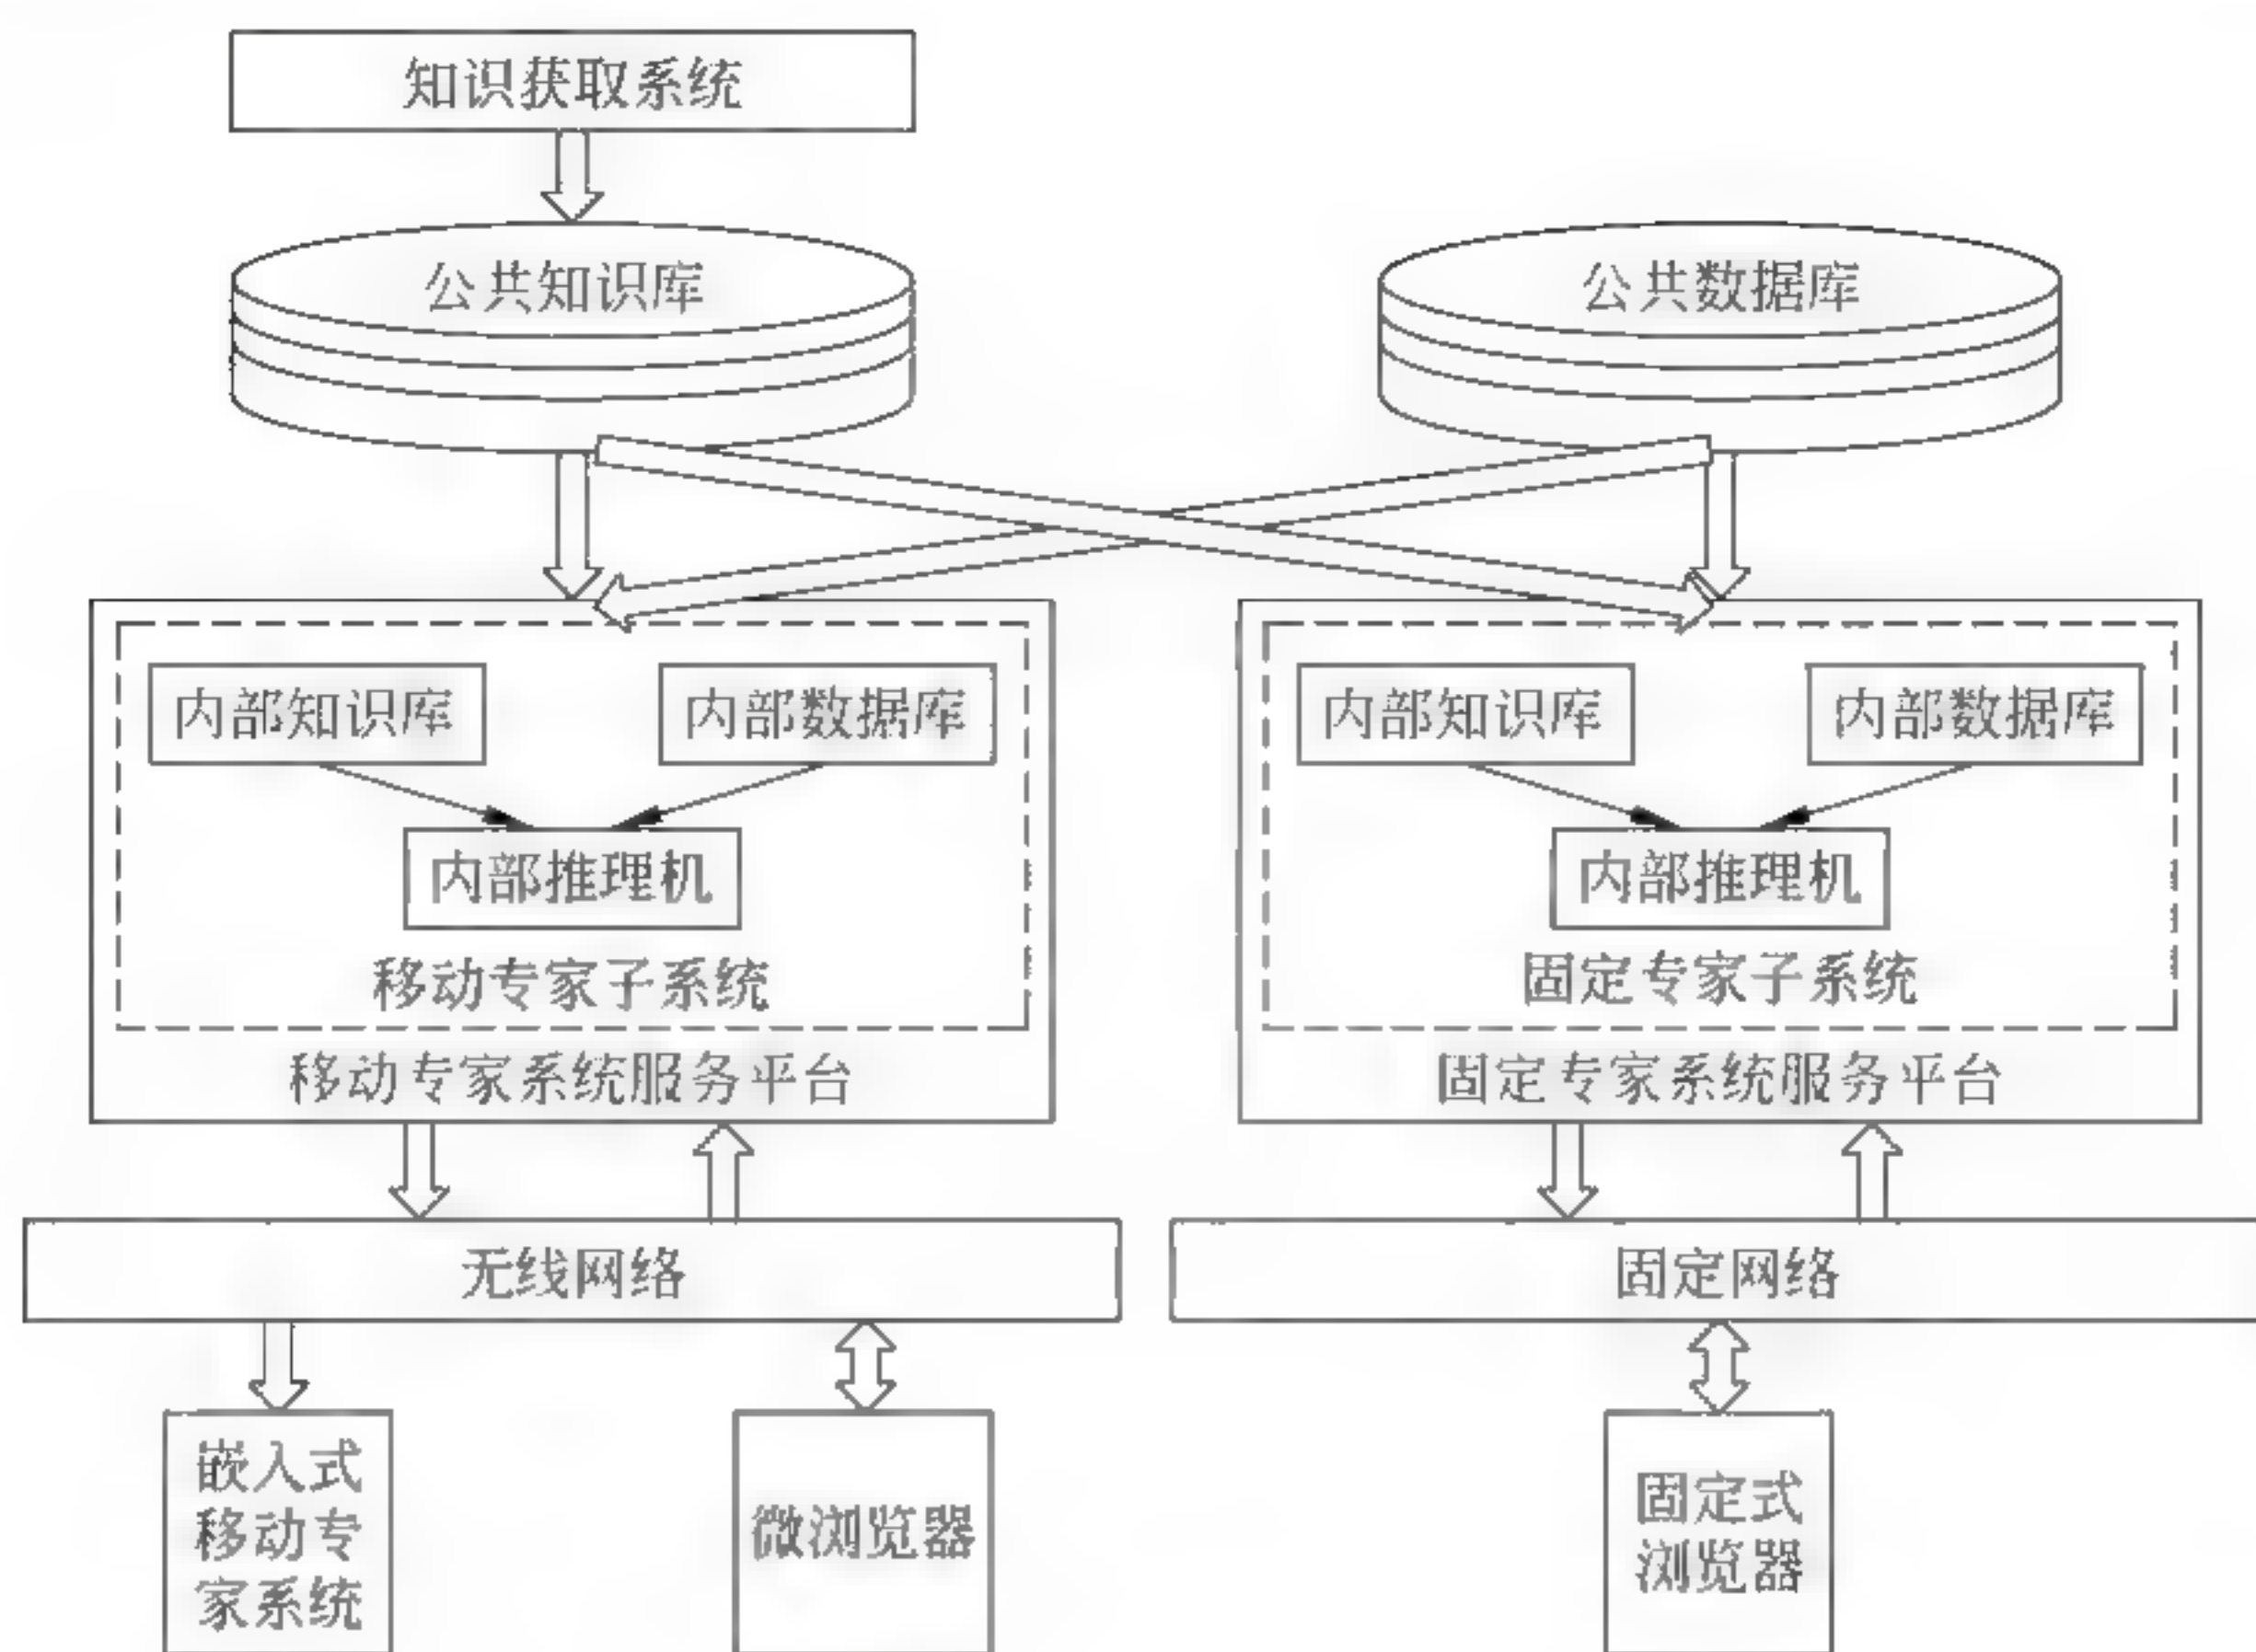 知识获取系统
公共知识库
公共数据库
内部知识库
内部数据库
内部推理机
移动专家子系统
移动专家系统服务平台
内部知识库
内部数据库
内部推理机
固定专家子系统
固定专家系统服务平台
无线网络
固定网络
嵌入式
移动专
家系统
微浏览器
固定式
浏览器